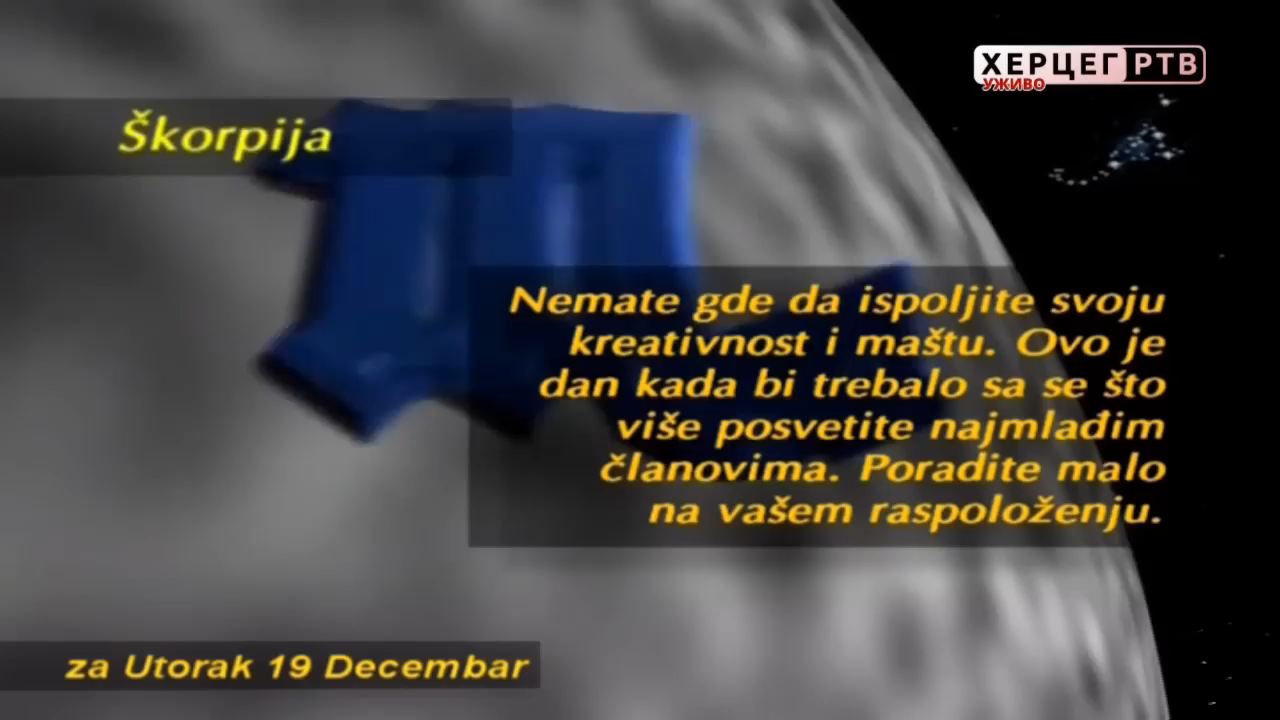 ХЕРЦЕГ РТВ
УЖИВО
Škorpija
Nemate gde da ispoljite svoju
kreativnost i maštu. Ovo je
dan kada bi trebalo sa se što
više posvetite najmlađim
članovima. Poradite malo
na vašem raspoloženju.
za Utorak 19 Decembar